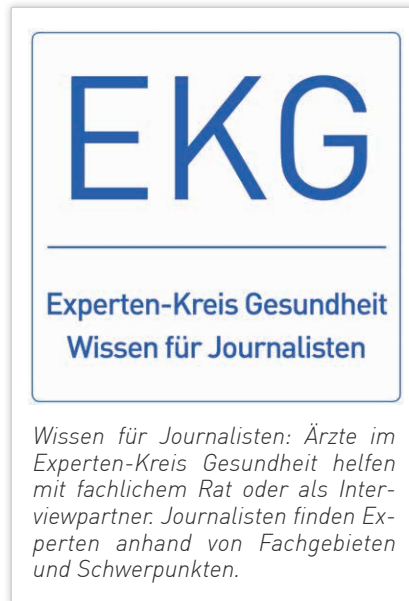 EKG
Experten-Kreis Gesundheit
Wissen für Journalisten
Wissen für Journalisten: Ärzte im
Experten-Kreis Gesundheit helfen
mit fachlichem Rat oder als Inter-
viewpartner. Journalisten finden Ex-
perten anhand von Fachgebieten
und Schwerpunkten.